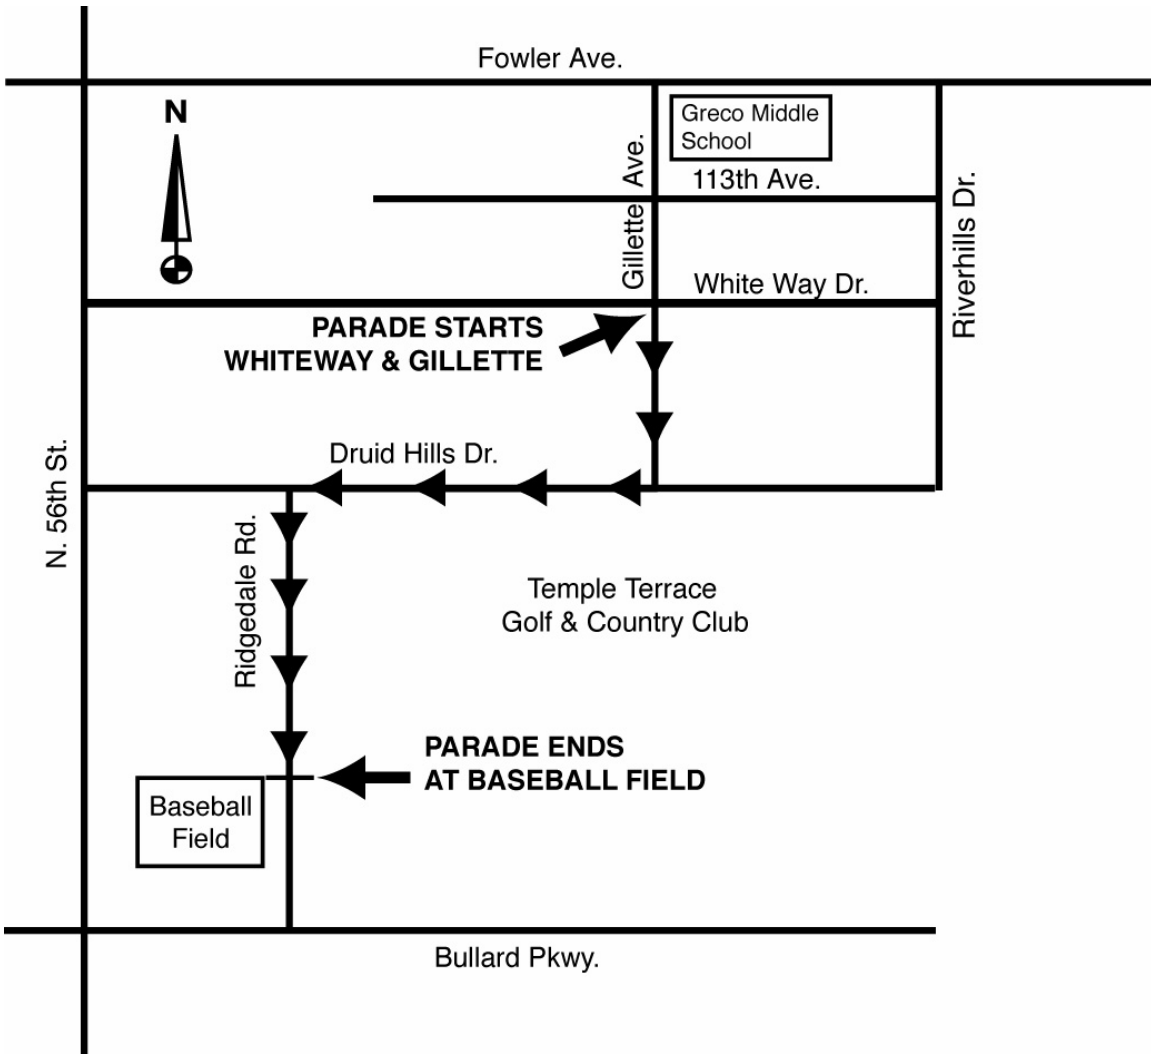 Fowler Ave.
N
Greco Middle
School
Gillette Ave.
113th Ave.
Riverhills Dr.
White Way Dr.
PARADE STARTS
WHITEWAY & GILLETTE
Druid Hills Dr.
N. 56th St.
Ridgedale Rd.
Temple Terrace
Golf & Country Club
PARADE ENDS
AT BASEBALL FIELD
Baseball
Field
Bullard Pkwy.